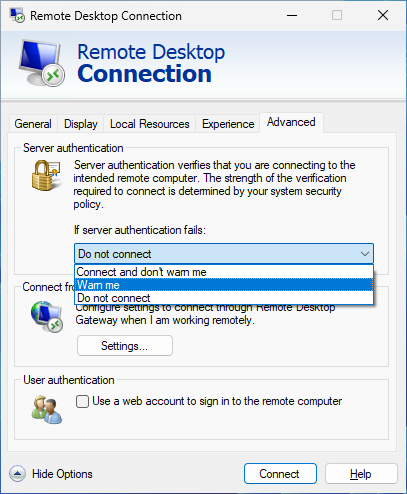 Remote Desktop Connection
Remote Desktop
Connection
General Display Local Resources Experience Advanced
Server authentication
Server authentication verifies that you are connecting to the
intended remote computer. The strength of the verification
required to connect is determined by your system security
policy.
If server authentication fails:
Do not connect
Connect and don't warn me
Warn me
Do not connect
Connect fro
Configure settings to connect through Remote Desktop
Gateway when I am working remotely.
Settings...
User authentication
Use a web account to sign in to the remote computer
Hide Options
Connect
Help